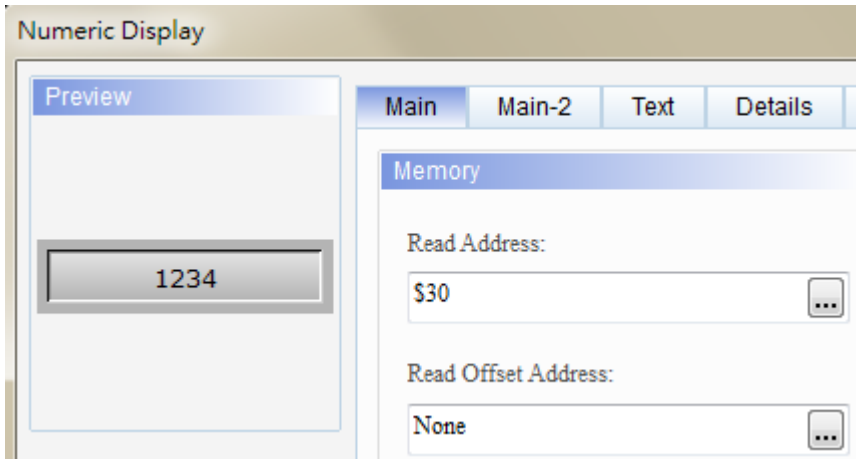 Numeric Display
Preview
1234
Main Main-2 Text Details
Memory
Read Address:
$30
...
Read Offset Address:
None
...